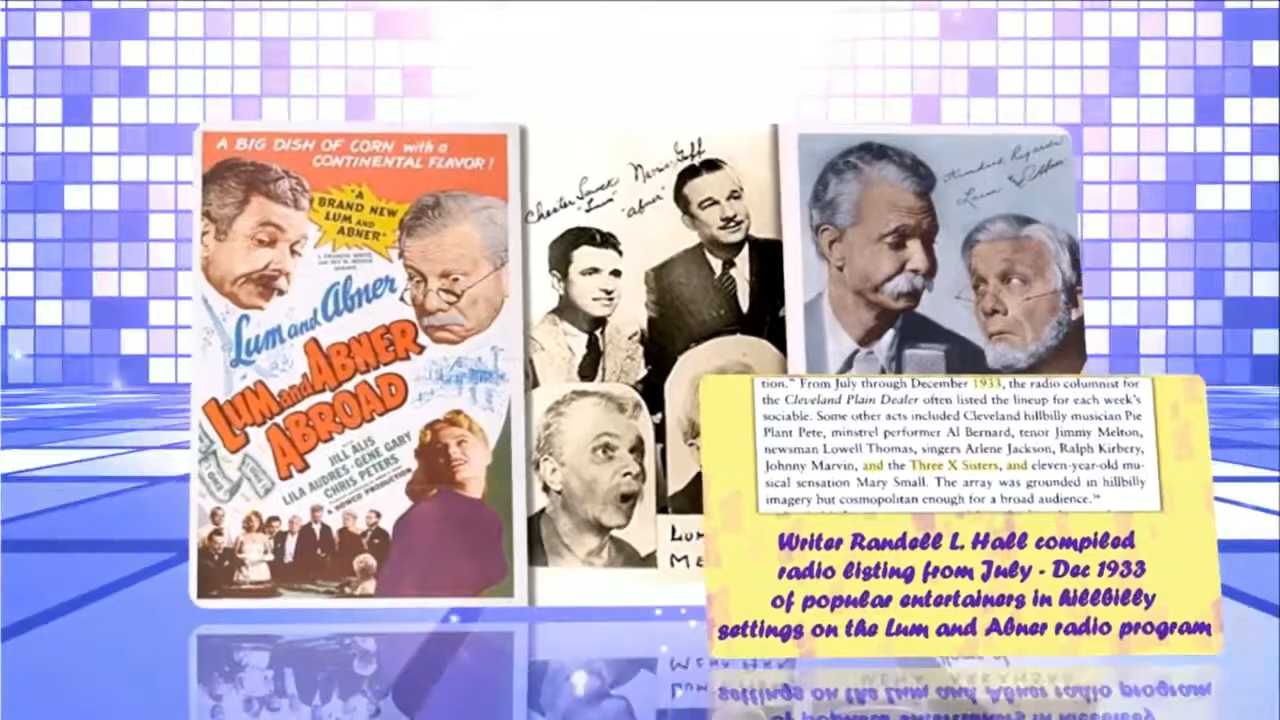 A BIG DISH OF CORN with a
CONTINENTAL FLAVOR!
"A
BRAND NEW
LUM AND
ABNER"
Lum and Abner
LUM and ABNER
ABROAD
JILL ALIS
LILA AUDRES · GENE GARY
CHRIS PETERS
A HOWCO PRODUCTION
Chester Lauck Norris Goff
"Lum" "Abner"
Lum
tion." From July through December 1933, the radio columnist for
the Cleveland Plain Dealer often listed the lineup for each week's
sociable. Some other acts included Cleveland hillbilly musician Pie
Plant Pete, minstrel performer Al Bernard, tenor Jimmy Melton,
newsman Lowell Thomas, singers Arlene Jackson, Ralph Kirbery,
Johnny Marvin, and the Three X Sisters, and eleven-year-old mu-
sical sensation Mary Small. The array was grounded in hillbilly
imagery but cosmopolitan enough for a broad audience."
Writer Randell L. Hall compiled
radio listing from July - Dec 1933
of popular entertainers in hillbilly
settings on the Lum and Abner radio program